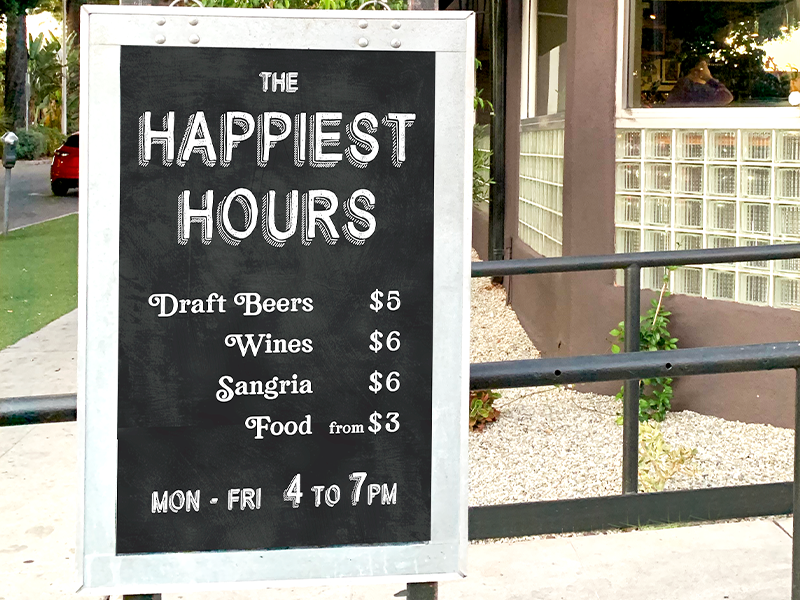 THE
HAPPIEST
HOURS
Draft Beers $5
Wines $6
Sangria $6
Food from $3
MON - FRI 4 TO 7PM